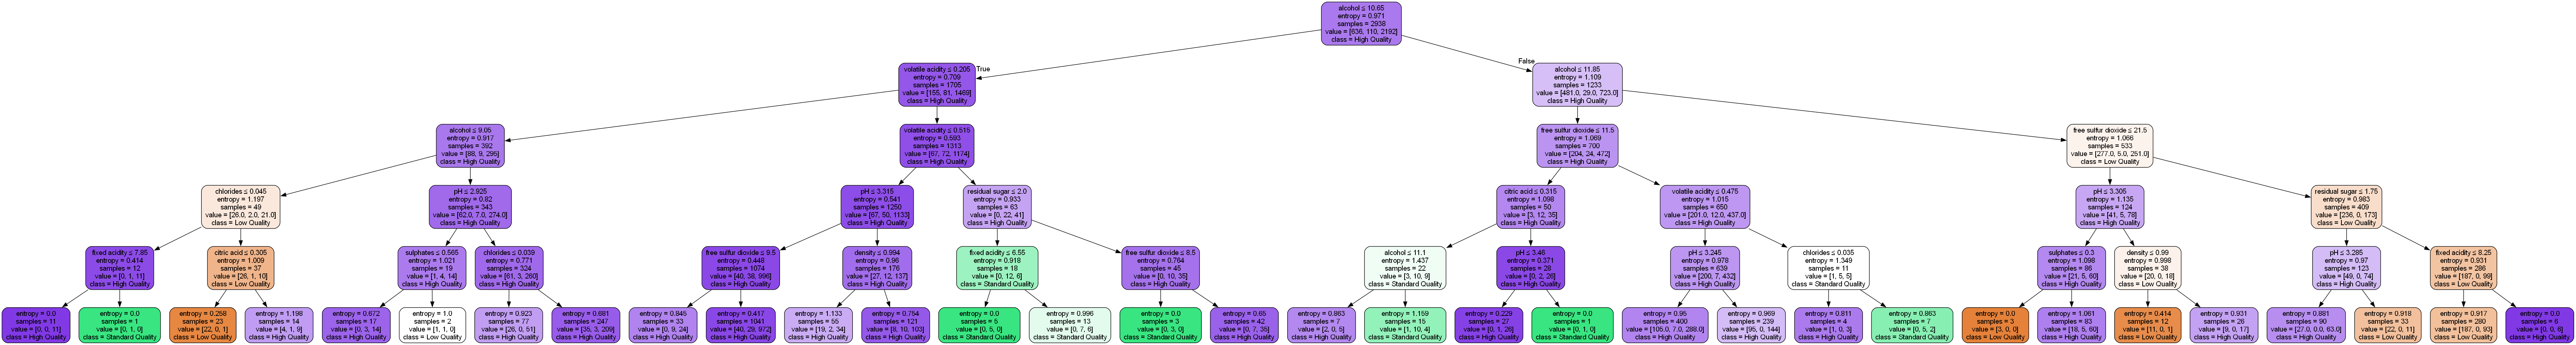 alcohol ≤ 10.65
entropy = 0.971
samples = 2938
value = [636, 110, 2192]
class = High Quality
True
False
volatile acidity ≤ 0.205
entropy = 0.709
samples = 1705
value = [155, 81, 1469]
class = High Quality
alcohol ≤ 11.85
entropy = 1.109
samples = 1233
value = [481.0, 29.0, 723.0]
class = High Quality
alcohol ≤ 9.05
entropy = 0.917
samples = 392
value = [88, 9, 295]
class = High Quality
volatile acidity ≤ 0.515
entropy = 0.593
samples = 1313
value = [67, 72, 1174]
class = High Quality
free sulfur dioxide ≤ 11.5
entropy = 1.069
samples = 700
value = [204, 24, 472]
class = High Quality
free sulfur dioxide ≤ 21.5
entropy = 1.066
samples = 533
value = [277.0, 5.0, 251.0]
class = Low Quality
chlorides ≤ 0.045
entropy = 1.197
samples = 49
value = [26.0, 2.0, 21.0]
class = Low Quality
pH ≤ 2.925
entropy = 0.82
samples = 343
value = [62.0, 7.0, 274.0]
class = High Quality
pH ≤ 3.315
entropy = 0.541
samples = 1250
value = [67, 50, 1133]
class = High Quality
residual sugar ≤ 2.0
entropy = 0.933
samples = 63
value = [0, 22, 41]
class = High Quality
citric acid ≤ 0.315
entropy = 1.098
samples = 50
value = [3, 12, 35]
class = High Quality
volatile acidity ≤ 0.475
entropy = 1.015
samples = 650
value = [201.0, 12.0, 437.0]
class = High Quality
pH ≤ 3.305
entropy = 1.135
samples = 124
value = [41, 5, 78]
class = High Quality
residual sugar ≤ 1.75
entropy = 0.983
samples = 409
value = [236, 0, 173]
class = Low Quality
fixed acidity ≤ 7.85
entropy = 0.414
samples = 12
value = [0, 1, 11]
class = High Quality
citric acid ≤ 0.305
entropy = 1.009
samples = 37
value = [26, 1, 10]
class = Low Quality
sulphates ≤ 0.565
entropy = 1.021
samples = 19
value = [1, 4, 14]
class = High Quality
chlorides ≤ 0.039
entropy = 0.771
samples = 324
value = [61, 3, 260]
class = High Quality
free sulfur dioxide ≤ 9.5
entropy = 0.448
samples = 1074
value = [40, 38, 996]
class = High Quality
density ≤ 0.994
entropy = 0.96
samples = 176
value = [27, 12, 137]
class = High Quality
fixed acidity ≤ 6.55
entropy = 0.918
samples = 18
value = [0, 12, 6]
class = Standard Quality
free sulfur dioxide ≤ 8.5
entropy = 0.764
samples = 45
value = [0, 10, 35]
class = High Quality
alcohol ≤ 11.1
entropy = 1.437
samples = 22
value = [3, 10, 9]
class = Standard Quality
pH ≤ 3.46
entropy = 0.371
samples = 28
value = [0, 2, 26]
class = High Quality
pH ≤ 3.245
entropy = 0.978
samples = 639
value = [200, 7, 432]
class = High Quality
chlorides ≤ 0.035
entropy = 1.349
samples = 11
value = [1, 5, 5]
class = Standard Quality
sulphates ≤ 0.3
entropy = 1.098
samples = 86
value = [21, 5, 60]
class = High Quality
density ≤ 0.99
entropy = 0.998
samples = 38
value = [20, 0, 18]
class = Low Quality
pH ≤ 3.285
entropy = 0.97
samples = 123
value = [49, 0, 74]
class = High Quality
fixed acidity ≤ 8.25
entropy = 0.931
samples = 286
value = [187, 0, 99]
class = Low Quality
entropy = 0.0
samples = 11
value = [0, 0, 11]
class = High Quality
entropy = 0.0
samples = 1
value = [0, 1, 0]
class = Standard Quality
entropy = 0.258
samples = 23
value = [22, 0, 1]
class = Low Quality
entropy = 1.198
samples = 14
value = [4, 1, 9]
class = High Quality
entropy = 0.672
samples = 17
value = [0, 3, 14]
class = High Quality
entropy = 1.0
samples = 2
value = [1, 1, 0]
class = Low Quality
entropy = 0.923
samples = 77
value = [26, 0, 51]
class = High Quality
entropy = 0.681
samples = 247
value = [35, 3, 209]
class = High Quality
entropy = 0.845
samples = 33
value = [0, 9, 24]
class = High Quality
entropy = 0.417
samples = 1041
value = [40, 29, 972]
class = High Quality
entropy = 1.133
samples = 55
value = [19, 2, 34]
class = High Quality
entropy = 0.754
samples = 121
value = [8, 10, 103]
class = High Quality
entropy = 0.0
samples = 5
value = [0, 5, 0]
class = Standard Quality
entropy = 0.996
samples = 13
value = [0, 7, 6]
class = Standard Quality
entropy = 0.0
samples = 3
value = [0, 3, 0]
class = Standard Quality
entropy = 0.65
samples = 42
value = [0, 7, 35]
class = High Quality
entropy = 0.863
samples = 7
value = [2, 0, 5]
class = High Quality
entropy = 1.159
samples = 15
value = [1, 10, 4]
class = Standard Quality
entropy = 0.229
samples = 27
value = [0, 1, 26]
class = High Quality
entropy = 0.0
samples = 1
value = [0, 1, 0]
class = Standard Quality
entropy = 0.95
samples = 400
value = [105.0, 7.0, 288.0]
class = High Quality
entropy = 0.969
samples = 239
value = [95, 0, 144]
class = High Quality
entropy = 0.811
samples = 4
value = [1, 0, 3]
class = High Quality
entropy = 0.863
samples = 7
value = [0, 5, 2]
class = Standard Quality
entropy = 0.0
samples = 3
value = [3, 0, 0]
class = Low Quality
entropy = 1.061
samples = 83
value = [18, 5, 60]
class = High Quality
entropy = 0.414
samples = 12
value = [11, 0, 1]
class = Low Quality
entropy = 0.931
samples = 26
value = [9, 0, 17]
class = High Quality
entropy = 0.881
samples = 90
value = [27.0, 0.0, 63.0]
class = High Quality
entropy = 0.918
samples = 33
value = [22, 0, 11]
class = Low Quality
entropy = 0.917
samples = 280
value = [187, 0, 93]
class = Low Quality
entropy = 0.0
samples = 6
value = [0, 0, 6]
class = High Quality